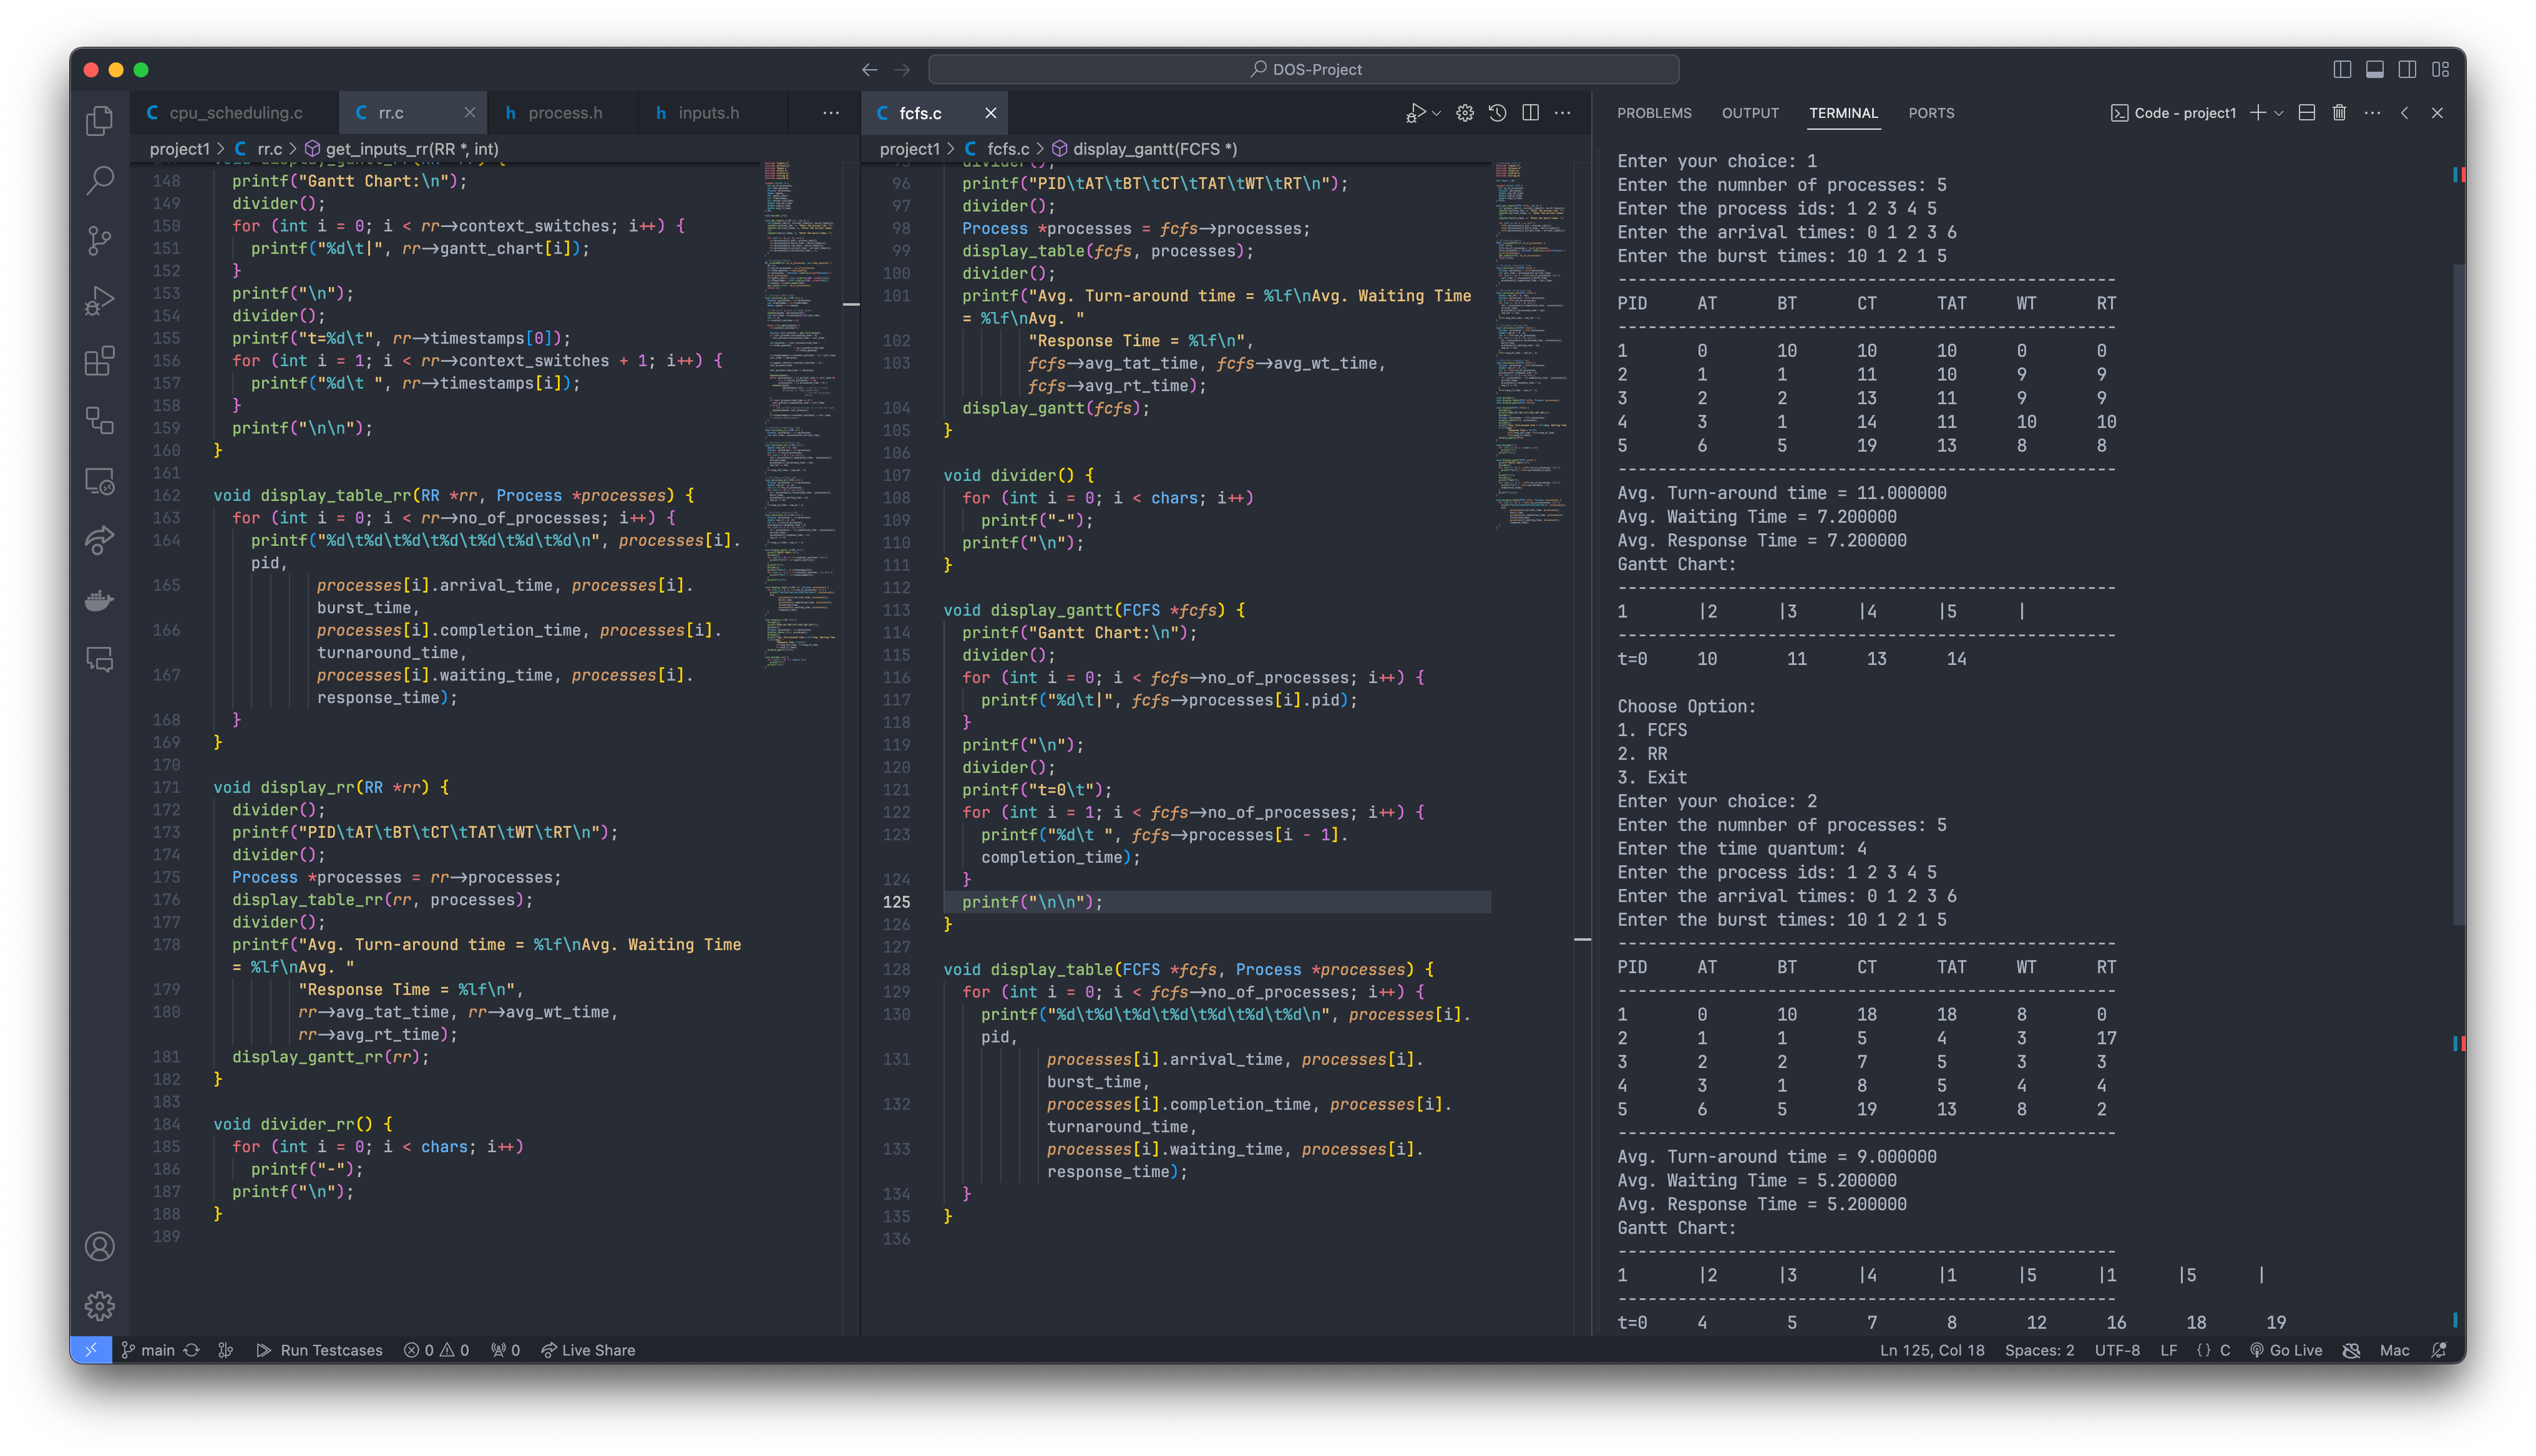 DOS-Project
cpu_scheduling.c
rr.c
process.h
inputs.h
project1 > rr.c > get_inputs_rr(RR *, int)
148 printf("Gantt Chart:\n");
149 divider();
150 for (int i = 0; i < rr->context_switches; i++) {
151 printf("%d\t|", rr->gantt_chart[i]);
152 }
153 printf("\n");
154 divider();
155 printf("t=%d\t", rr->timestamps[0]);
156 for (int i = 1; i < rr->context_switches + 1; i++) {
157 printf("%d\t ", rr->timestamps[i]);
158 }
159 printf("\n\n");
160 }
161
162 void display_table_rr(RR *rr, Process *processes) {
163 for (int i = 0; i < rr->no_of_processes; i++) {
164 printf("%d\t%d\t%d\t%d\t%d\t%d\t%d\n", processes[i].
pid,
165 processes[i].arrival_time, processes[i].
burst_time,
166 processes[i].completion_time, processes[i].
turnaround_time,
167 processes[i].waiting_time, processes[i].
response_time);
168 }
169 }
170
171 void display_rr(RR *rr) {
172 divider();
173 printf("PID\tAT\tBT\tCT\tTAT\tWT\tRT\n");
174 divider();
175 Process *processes = rr->processes;
176 display_table_rr(rr, processes);
177 divider();
178 printf("Avg. Turn-around time = %lf\nAvg. Waiting Time
= %lf\nAvg. "
179 "Response Time = %lf\n",
180 rr->avg_tat_time, rr->avg_wt_time,
rr->avg_rt_time);
181 display_gantt_rr(rr);
182 }
183
184 void divider_rr() {
185 for (int i = 0; i < chars; i++)
186 printf("-");
187 printf("\n");
188 }
189
fcfs.c
project1 > fcfs.c > display_gantt(FCFS *)
divider();
96 printf("PID\tAT\tBT\tCT\tTAT\tWT\tRT\n");
97 divider();
98 Process *processes = fcfs->processes;
99 display_table(fcfs, processes);
100 divider();
101 printf("Avg. Turn-around time = %lf\nAvg. Waiting Time
= %lf\nAvg. "
102 "Response Time = %lf\n",
103 fcfs->avg_tat_time, fcfs->avg_wt_time,
fcfs->avg_rt_time);
104 display_gantt(fcfs);
105 }
106
107 void divider() {
108 for (int i = 0; i < chars; i++)
109 printf("-");
110 printf("\n");
111 }
112
113 void display_gantt(FCFS *fcfs) {
114 printf("Gantt Chart:\n");
115 divider();
116 for (int i = 0; i < fcfs->no_of_processes; i++) {
117 printf("%d\t|", fcfs->processes[i].pid);
118 }
119 printf("\n");
120 divider();
121 printf("t=0\t");
122 for (int i = 1; i < fcfs->no_of_processes; i++) {
123 printf("%d\t ", fcfs->processes[i - 1].
completion_time);
124 }
125 printf("\n\n");
126 }
127
128 void display_table(FCFS *fcfs, Process *processes) {
129 for (int i = 0; i < fcfs->no_of_processes; i++) {
130 printf("%d\t%d\t%d\t%d\t%d\t%d\t%d\n", processes[i].
pid,
131 processes[i].arrival_time, processes[i].
burst_time,
132 processes[i].completion_time, processes[i].
turnaround_time,
133 processes[i].waiting_time, processes[i].
response_time);
134 }
135 }
136
PROBLEMS OUTPUT TERMINAL PORTS
Code - project1
Enter your choice: 1
Enter the numnber of processes: 5
Enter the process ids: 1 2 3 4 5
Enter the arrival times: 0 1 2 3 6
Enter the burst times: 10 1 2 1 5
--------------------------------------------------
PID AT BT CT TAT WT RT
--------------------------------------------------
1 0 10 10 10 0 0
2 1 1 11 10 9 9
3 2 2 13 11 9 9
4 3 1 14 11 10 10
5 6 5 19 13 8 8
--------------------------------------------------
Avg. Turn-around time = 11.000000
Avg. Waiting Time = 7.200000
Avg. Response Time = 7.200000
Gantt Chart:
--------------------------------------------------
1 |2 |3 |4 |5 |
--------------------------------------------------
t=0 10 11 13 14
Choose Option:
1. FCFS
2. RR
3. Exit
Enter your choice: 2
Enter the numnber of processes: 5
Enter the time quantum: 4
Enter the process ids: 1 2 3 4 5
Enter the arrival times: 0 1 2 3 6
Enter the burst times: 10 1 2 1 5
--------------------------------------------------
PID AT BT CT TAT WT RT
--------------------------------------------------
1 0 10 18 18 8 0
2 1 1 5 4 3 17
3 2 2 7 5 3 3
4 3 1 8 5 4 4
5 6 5 19 13 8 2
--------------------------------------------------
Avg. Turn-around time = 9.000000
Avg. Waiting Time = 5.200000
Avg. Response Time = 5.200000
Gantt Chart:
--------------------------------------------------
1 |2 |3 |4 |1 |5 |1 |5 |
--------------------------------------------------
t=0 4 5 7 8 12 16 18 19
main Run Testcases 0 0 0 Live Share
Ln 125, Col 18 Spaces: 2 UTF-8 LF {} C Go Live Mac